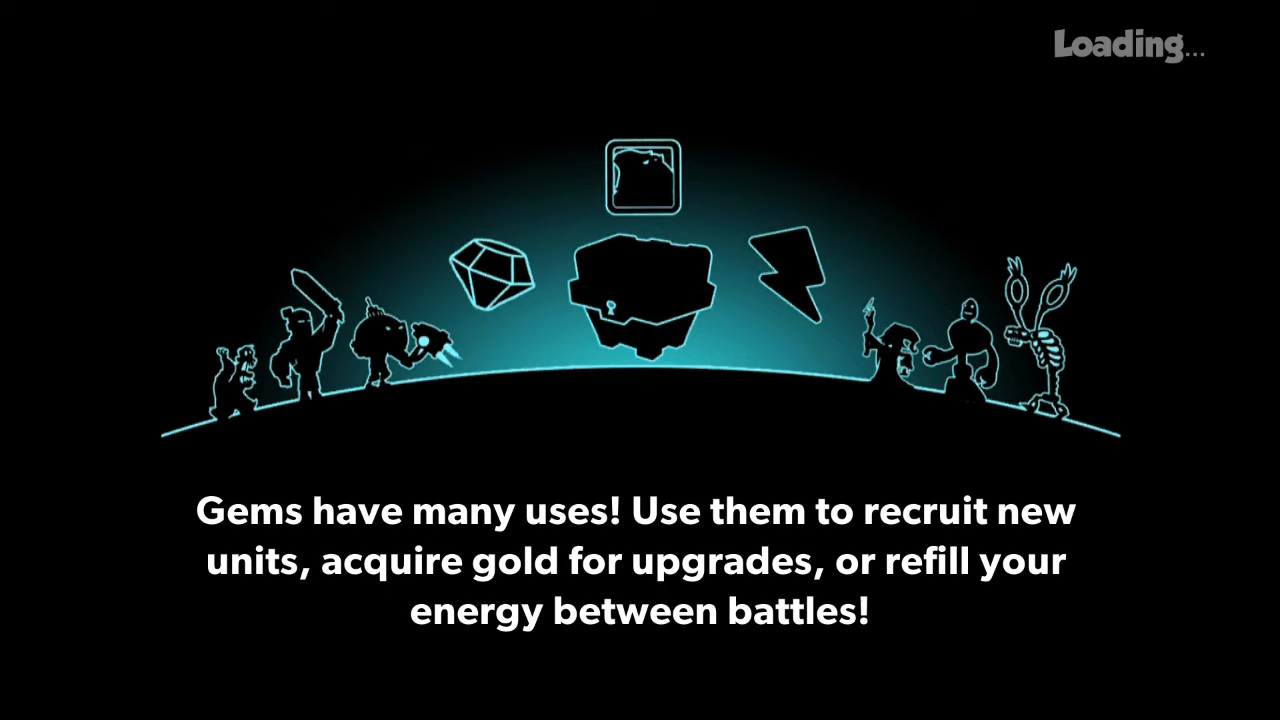 Loading...
Gems have many uses! Use them to recruit new
units, acquire gold for upgrades, or refill your
energy between battles!